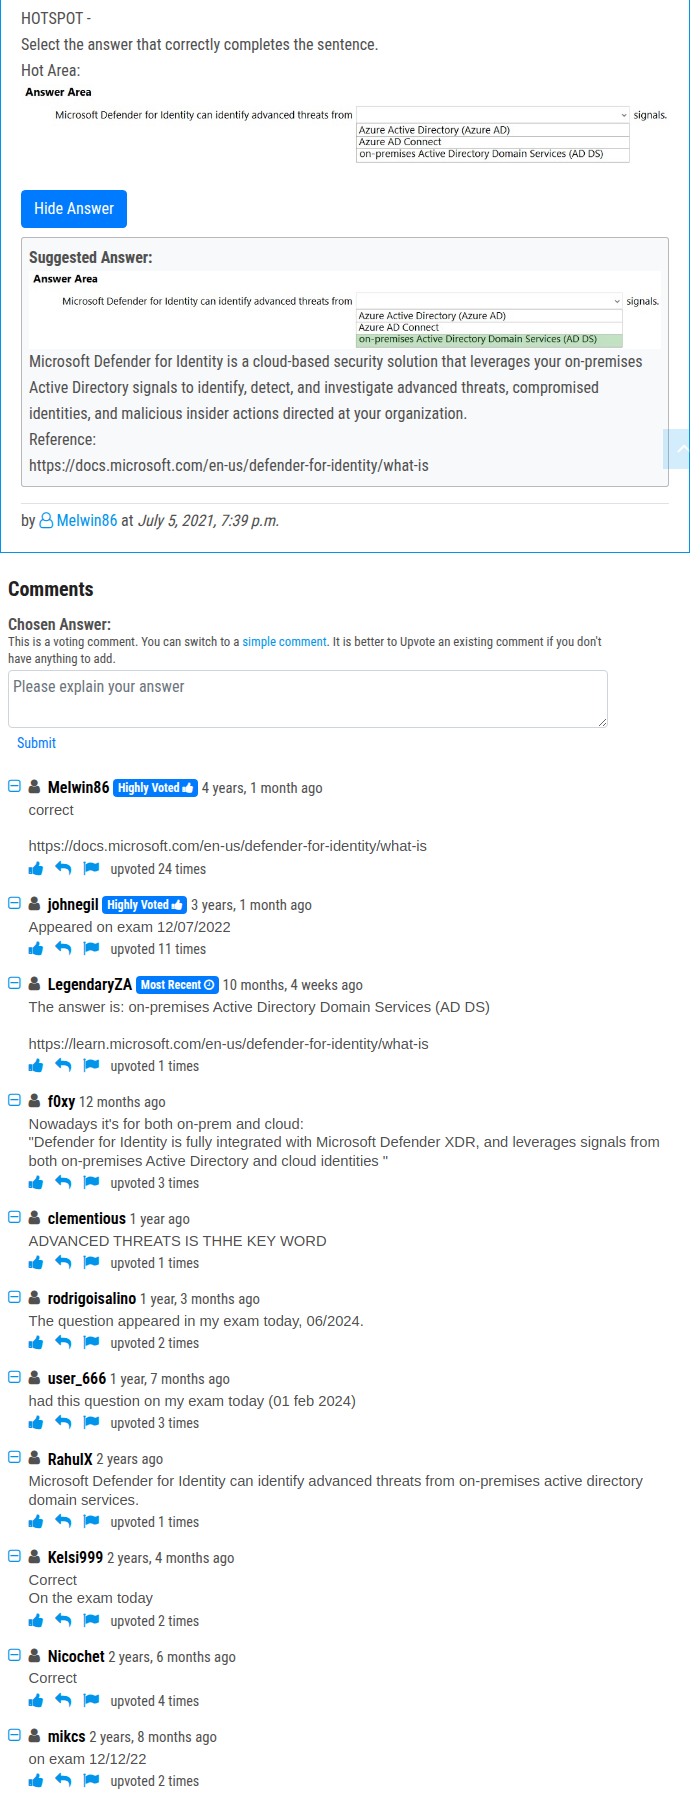 HOTSPOT -
Select the answer that correctly completes the sentence.
Hot Area:
Answer Area
Microsoft Defender for Identity can identify advanced threats from signals.
Azure Active Directory (Azure AD)
Azure AD Connect
on-premises Active Directory Domain Services (AD DS)
Hide Answer
Suggested Answer:
Answer Area
Microsoft Defender for Identity can identify advanced threats from signals.
Azure Active Directory (Azure AD)
Azure AD Connect
on-premises Active Directory Domain Services (AD DS)
Microsoft Defender for Identity is a cloud-based security solution that leverages your on-premises
Active Directory signals to identify, detect, and investigate advanced threats, compromised
identities, and malicious insider actions directed at your organization.
Reference:
https://docs.microsoft.com/en-us/defender-for-identity/what-is
by Melwin86 at July 5, 2021, 7:39 p.m.
Comments
Chosen Answer:
This is a voting comment. You can switch to a simple comment. It is better to Upvote an existing comment if you don't
have anything to add.
Please explain your answer
Submit
Melwin86 Highly Voted 4 years, 1 month ago
correct
https://docs.microsoft.com/en-us/defender-for-identity/what-is
upvoted 24 times
johnegil Highly Voted 3 years, 1 month ago
Appeared on exam 12/07/2022
upvoted 11 times
LegendaryZA Most Recent 10 months, 4 weeks ago
The answer is: on-premises Active Directory Domain Services (AD DS)
https://learn.microsoft.com/en-us/defender-for-identity/what-is
upvoted 1 times
f0xy 12 months ago
Nowadays it's for both on-prem and cloud:
"Defender for Identity is fully integrated with Microsoft Defender XDR, and leverages signals from
both on-premises Active Directory and cloud identities "
upvoted 3 times
clementious 1 year ago
ADVANCED THREATS IS THHE KEY WORD
upvoted 1 times
rodrigoisalino 1 year, 3 months ago
The question appeared in my exam today, 06/2024.
upvoted 2 times
user_666 1 year, 7 months ago
had this question on my exam today (01 feb 2024)
upvoted 3 times
RahulX 2 years ago
Microsoft Defender for Identity can identify advanced threats from on-premises active directory
domain services.
upvoted 1 times
Kelsi999 2 years, 4 months ago
Correct
On the exam today
upvoted 2 times
Nicochet 2 years, 6 months ago
Correct
upvoted 4 times
mikcs 2 years, 8 months ago
on exam 12/12/22
upvoted 2 times